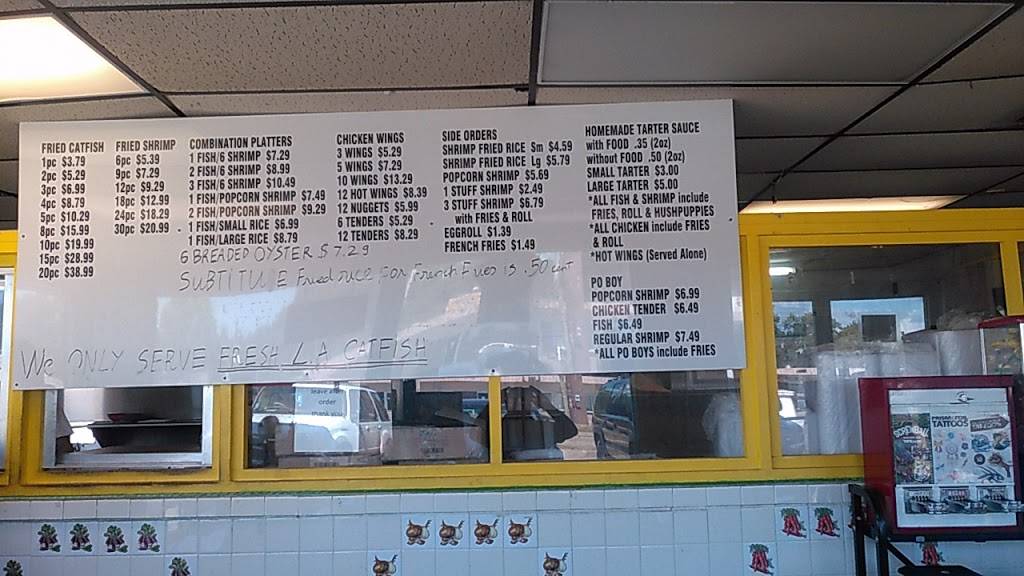 FRIED CATFISH
1pc $3.79
2pc $5.29
3pc $6.99
4pc $8.79
5pc $10.29
8pc $15.99
10pc $19.99
15pc $28.99
20pc $38.99
FRIED SHRIMP
6pc $5.39
9pc $7.29
12pc $9.29
18pc $12.99
24pc $18.29
30pc $20.99
COMBINATION PLATTERS
1 FISH/6 SHRIMP $7.29
2 FISH/6 SHRIMP $8.99
3 FISH/6 SHRIMP $10.49
1 FISH/POPCORN SHRIMP $7.49
2 FISH/POPCORN SHRIMP $9.29
1 FISH/SMALL RICE $6.99
1 FISH/LARGE RICE $8.79
6 BREADED OYSTER $7.29
SUBTITUE Fried rice for French Fries is .50 cent
CHICKEN WINGS
3 WINGS $5.29
5 WINGS $7.29
10 WINGS $13.29
12 HOT WINGS $8.39
12 NUGGETS $5.99
6 TENDERS $5.29
12 TENDERS $8.29
SIDE ORDERS
SHRIMP FRIED RICE Sm $4.59
SHRIMP FRIED RICE Lg $5.79
POPCORN SHRIMP $5.69
1 STUFF SHRIMP $2.49
3 STUFF SHRIMP $6.79
with FRIES & ROLL
EGGROLL $1.39
FRENCH FRIES $1.49
HOMEMADE TARTER SAUCE
with FOOD .35 (2oz)
without FOOD .50 (2oz)
SMALL TARTER $3.00
LARGE TARTER $5.00
*ALL FISH & SHRIMP include
FRIES, ROLL & HUSHPUPPIES
*ALL CHICKEN include FRIES
& ROLL
*HOT WINGS (Served Alone)
PO BOY
POPCORN SHRIMP $6.99
CHICKEN TENDER $6.49
FISH $6.49
REGULAR SHRIMP $7.49
*ALL PO BOYS include FRIES
We ONLY SERVE FRESH L.A CATFISH
order
thank you
TATTOOS